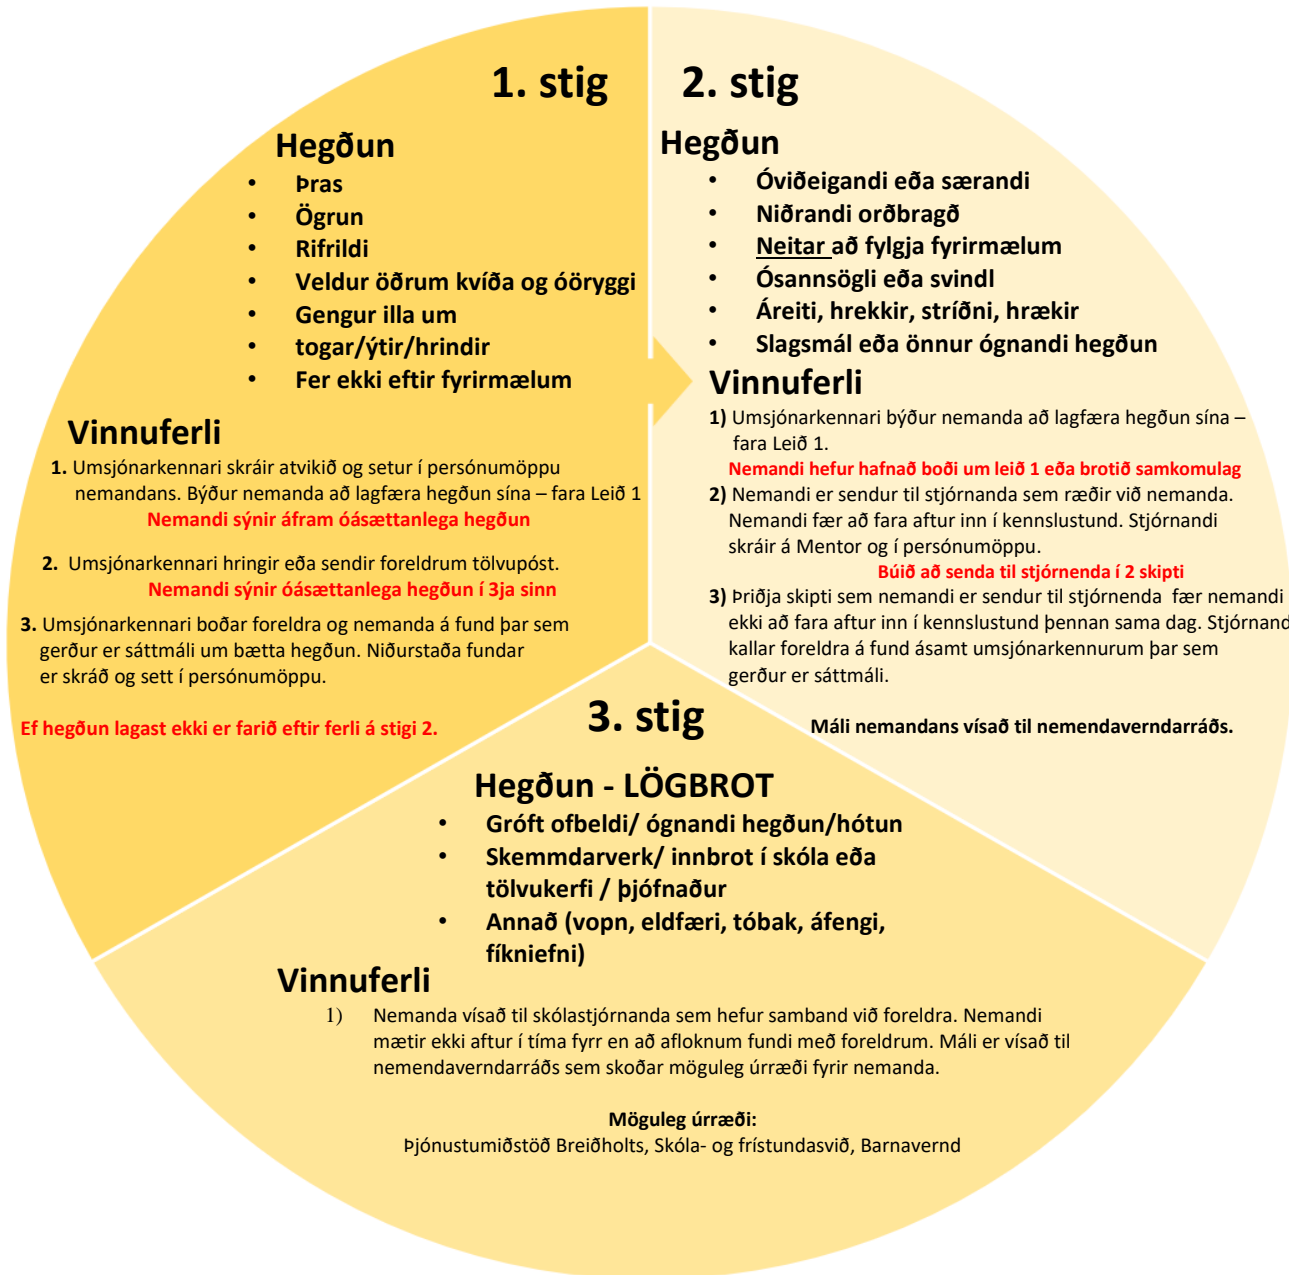 1. stig
Hegðun
• Þras
• Ögrun
• Rifrildi
• Veldur öðrum kvíða og óöryggi
• Gengur illa um
• togar/ýtir/hrindir
• Fer ekki eftir fyrirmælum
Vinnuferli
1. Umsjónarkennari skráir atvikið og setur í persónumöppu
nemandans. Býður nemanda að lagfæra hegðun sína – fara Leið 1
Nemandi sýnir áfram óásættanlega hegðun
2. Umsjónarkennari hringir eða sendir foreldrum tölvupóst.
Nemandi sýnir óásættanlega hegðun í 3ja sinn
3. Umsjónarkennari boðar foreldra og nemanda á fund þar sem
gerður er sáttmáli um bætta hegðun. Niðurstaða fundar
er skráð og sett í persónumöppu.
Ef hegðun lagast ekki er farið eftir ferli á stigi 2.
2. stig
Hegðun
• Óviðeigandi eða særandi
• Niðrandi orðbragð
• Neitar að fylgja fyrirmælum
• Ósannsögli eða svindl
• Áreiti, hrekkir, stríðni, hrækir
• Slagsmál eða önnur ógnandi hegðun
Vinnuferli
1) Umsjónarkennari býður nemanda að lagfæra hegðun sína –
fara Leið 1.
Nemandi hefur hafnað boði um leið 1 eða brotið samkomulag
2) Nemandi er sendur til stjórnanda sem ræðir við nemanda.
Nemandi fær að fara aftur inn í kennslustund. Stjórnandi
skráir á Mentor og í persónumöppu.
Búið að senda til stjórnenda í 2 skipti
3) Þriðja skipti sem nemandi er sendur til stjórnenda fær nemandi
ekki að fara aftur inn í kennslustund þennan sama dag. Stjórnand
kallar foreldra á fund ásamt umsjónarkennurum þar sem
gerður er sáttmáli.
Máli nemandans vísað til nemendaverndarráðs.
3. stig
Hegðun - LÖGBROT
• Gróft ofbeldi/ ógnandi hegðun/hótun
• Skemmdarverk/ innbrot í skóla eða
tölvukerfi / þjófnaður
• Annað (vopn, eldfæri, tóbak, áfengi,
fíkniefni)
Vinnuferli
1) Nemanda vísað til skólastjórnanda sem hefur samband við foreldra. Nemandi
mætir ekki aftur í tíma fyrr en að afloknum fundi með foreldrum. Máli er vísað til
nemendaverndarráðs sem skoðar möguleg úrræði fyrir nemanda.
Möguleg úrræði:
Þjónustumiðstöð Breiðholts, Skóla- og frístundasvið, Barnavernd